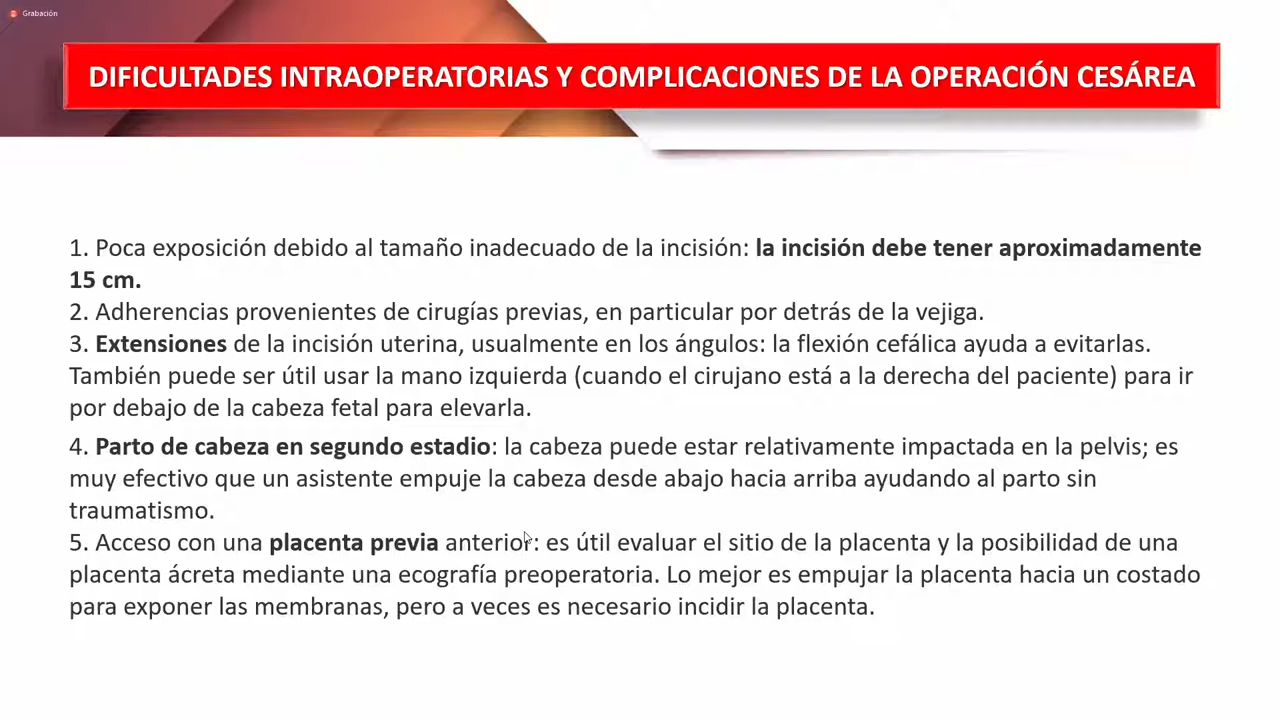 Grabación
DIFICULTADES INTRAOPERATORIAS Y COMPLICACIONES DE LA OPERACIÓN CESÁREA
1. Poca exposición debido al tamaño inadecuado de la incisión: la incisión debe tener aproximadamente
15 cm.
2. Adherencias provenientes de cirugías previas, en particular por detrás de la vejiga.
3. Extensiones de la incisión uterina, usualmente en los ángulos: la flexión cefálica ayuda a evitarlas.
También puede ser útil usar la mano izquierda (cuando el cirujano está a la derecha del paciente) para ir
por debajo de la cabeza fetal para elevarla.
4. Parto de cabeza en segundo estadio: la cabeza puede estar relativamente impactada en la pelvis; es
muy efectivo que un asistente empuje la cabeza desde abajo hacia arriba ayudando al parto sin
traumatismo.
5. Acceso con una placenta previa anterior: es útil evaluar el sitio de la placenta y la posibilidad de una
placenta ácreta mediante una ecografía preoperatoria. Lo mejor es empujar la placenta hacia un costado
para exponer las membranas, pero a veces es necesario incidir la placenta.